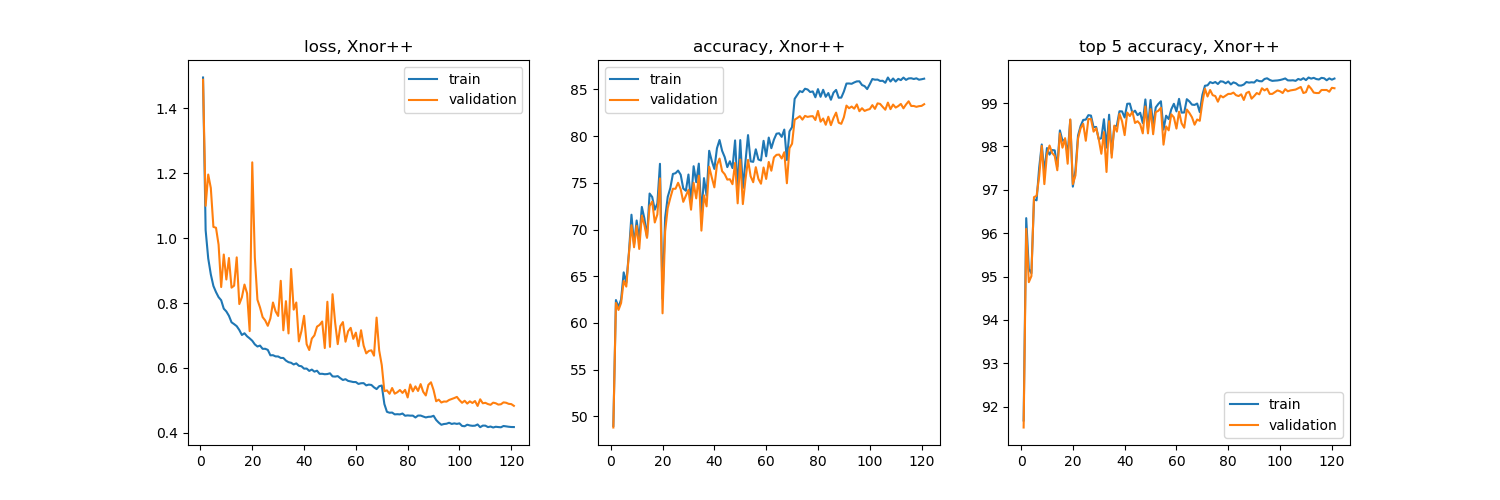 loss, Xnor++
train
validation
1.4
1.2
1.0
0.8
0.6
0.4
0 20 40 60 80 100 120
accuracy, Xnor++
train
validation
85
80
75
70
65
60
55
50
0 20 40 60 80 100 120
top 5 accuracy, Xnor++
99
98
97
96
95
94
93
92
train
validation
0 20 40 60 80 100 120